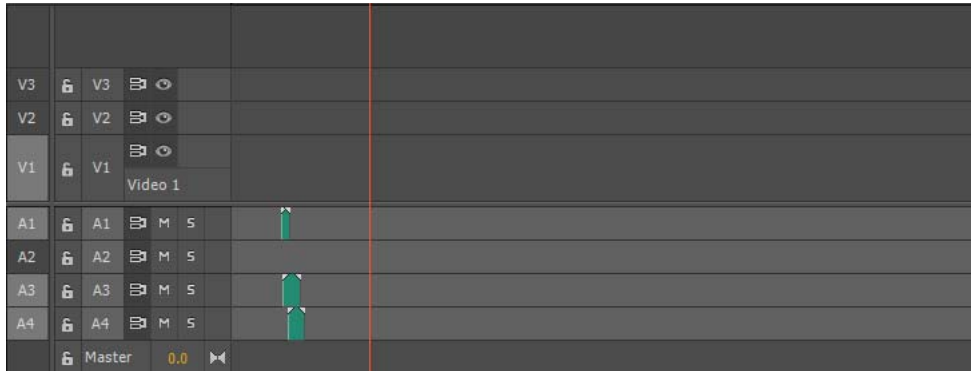 V3 V3
V2 V2
V1 V1
Video 1
A1 A1 M S
A2 A2 M S
A3 A3 M S
A4 A4 M S
Master 0.0